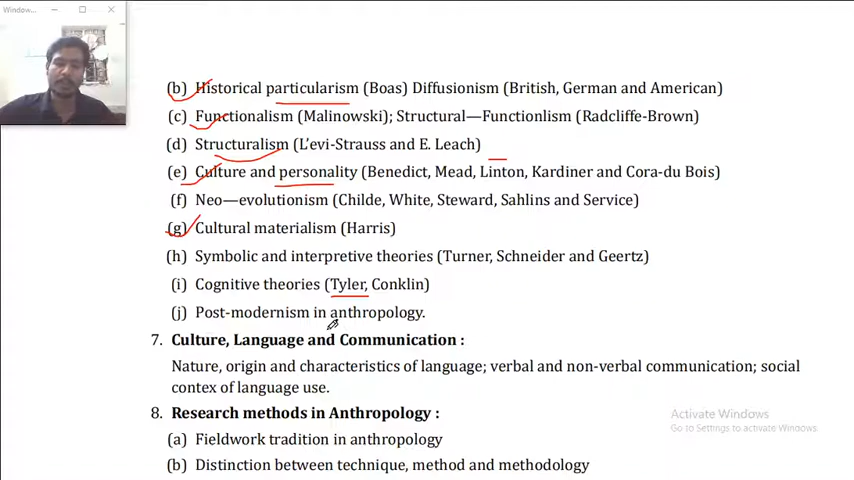 Window...
(b) Historical particularism (Boas) Diffusionism (British, German and American)
(c) Functionalism (Malinowski); Structural—Functionlism (Radcliffe-Brown)
(d) Structuralism (L'evi-Strauss and E. Leach)
(e) Culture and personality (Benedict, Mead, Linton, Kardiner and Cora-du Bois)
(f) Neo—evolutionism (Childe, White, Steward, Sahlins and Service)
(g) Cultural materialism (Harris)
(h) Symbolic and interpretive theories (Turner, Schneider and Geertz)
(i) Cognitive theories (Tyler, Conklin)
(j) Post-modernism in anthropology.
7. Culture, Language and Communication :
Nature, origin and characteristics of language; verbal and non-verbal communication; social
contex of language use.
8. Research methods in Anthropology :
(a) Fieldwork tradition in anthropology
(b) Distinction between technique, method and methodology
Activate Windows
Go to Settings to activate Windows.